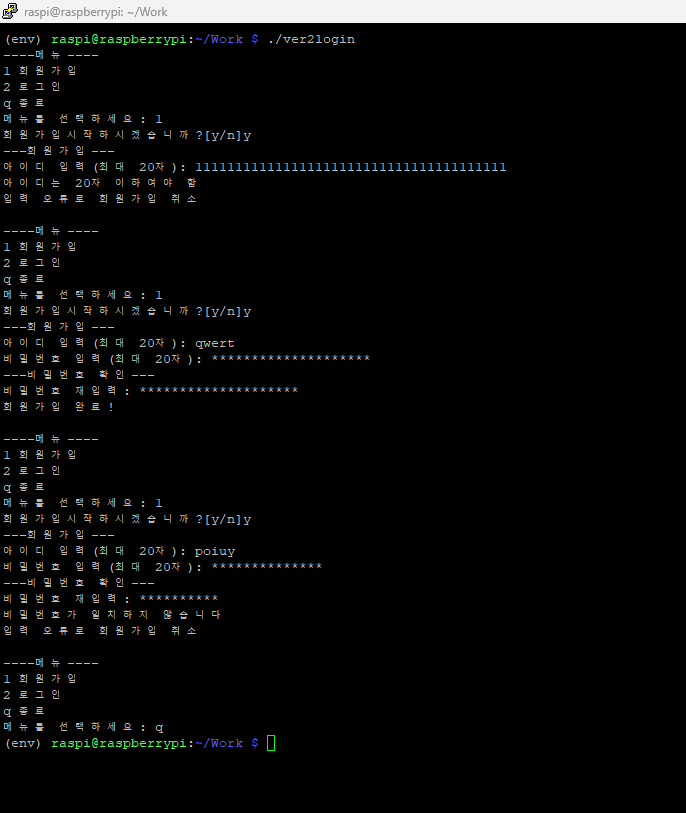 raspi@raspberrypi: ~/Work
(env) raspi@raspberrypi:~/Work $ ./ver2login
----메뉴----
1 회원가입
2 로그인
q 종료
메뉴를 선택하세요: 1
회원가입시작하시겠습니까?[y/n]y
---회원가입---
아이디 입력(최대 20자): 111111111111111111111111111111111111111
아이디는 20자 이하여야 함
입력 오류로 회원가입 취소
----메뉴----
1 회원가입
2 로그인
q 종료
메뉴를 선택하세요: 1
회원가입시작하시겠습니까?[y/n]y
---회원가입---
아이디 입력(최대 20자): qwert
비밀번호 입력(최대 20자): ********************
---비밀번호 확인---
비밀번호 재입력: ********************
회원가입 완료!
----메뉴----
1 회원가입
2 로그인
q 종료
메뉴를 선택하세요: 1
회원가입시작하시겠습니까?[y/n]y
---회원가입---
아이디 입력(최대 20자): poiuy
비밀번호 입력(최대 20자): **************
---비밀번호 확인---
비밀번호 재입력: **********
비밀번호가 일치하지 않습니다
입력 오류로 회원가입 취소
----메뉴----
1 회원가입
2 로그인
q 종료
메뉴를 선택하세요: q
(env) raspi@raspberrypi:~/Work $